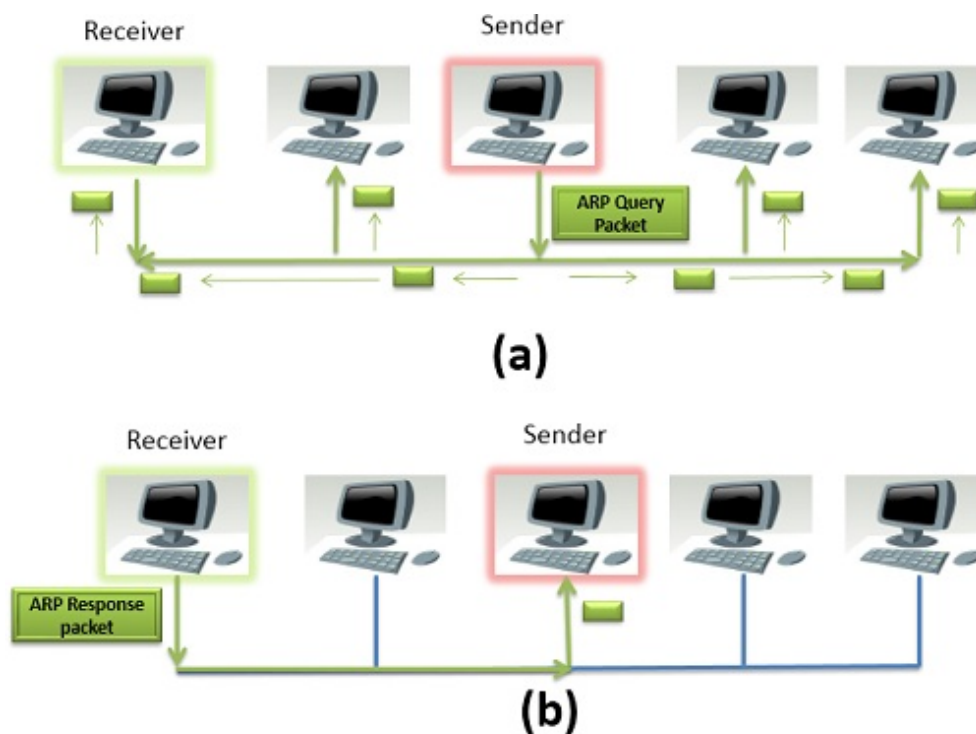 Receiver
Sender
ARP Query
Packet
(a)
Receiver
Sender
ARP Response
packet
(b)